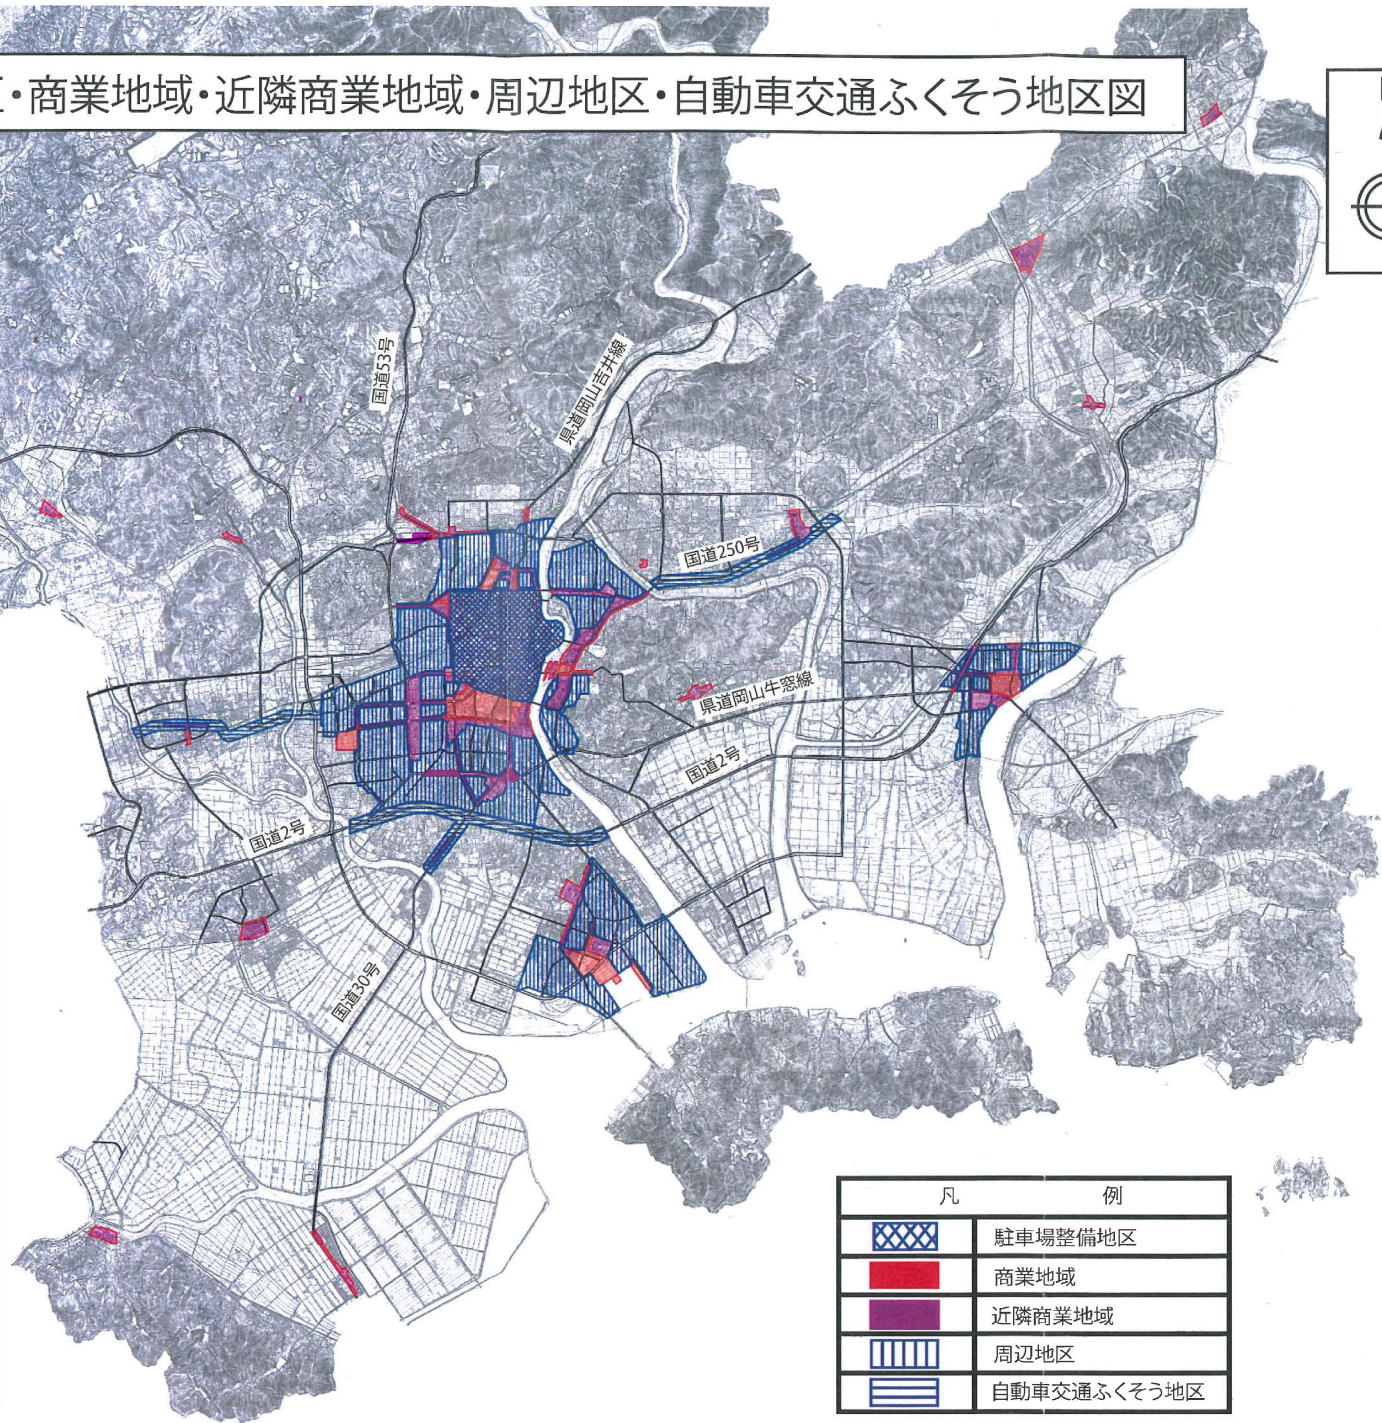 ・商業地域・近隣商業地域・周辺地区・自動車交通ふくそう地区図
国道53号
県道岡山吉井線
国道250号
県道岡山牛窓線
国道2号
国道2号
国道30号
凡 例
駐車場整備地区
商業地域
近隣商業地域
周辺地区
自動車交通ふくそう地区